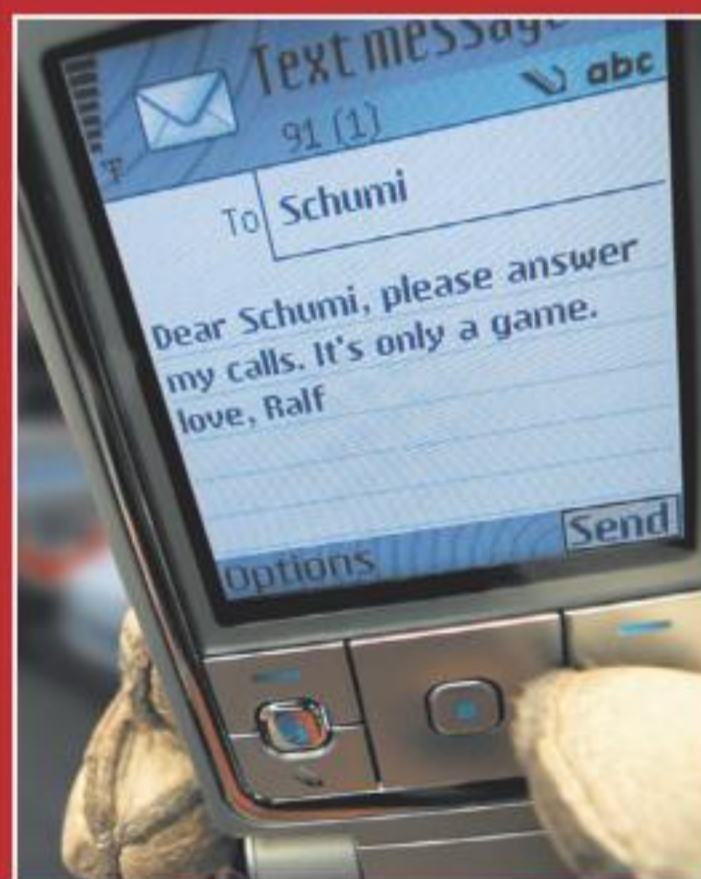 Text message
abc
91 (1)
To Schumi
Dear Schumi, please answer
my calls. It's only a game.
love, Ralf
Options Send